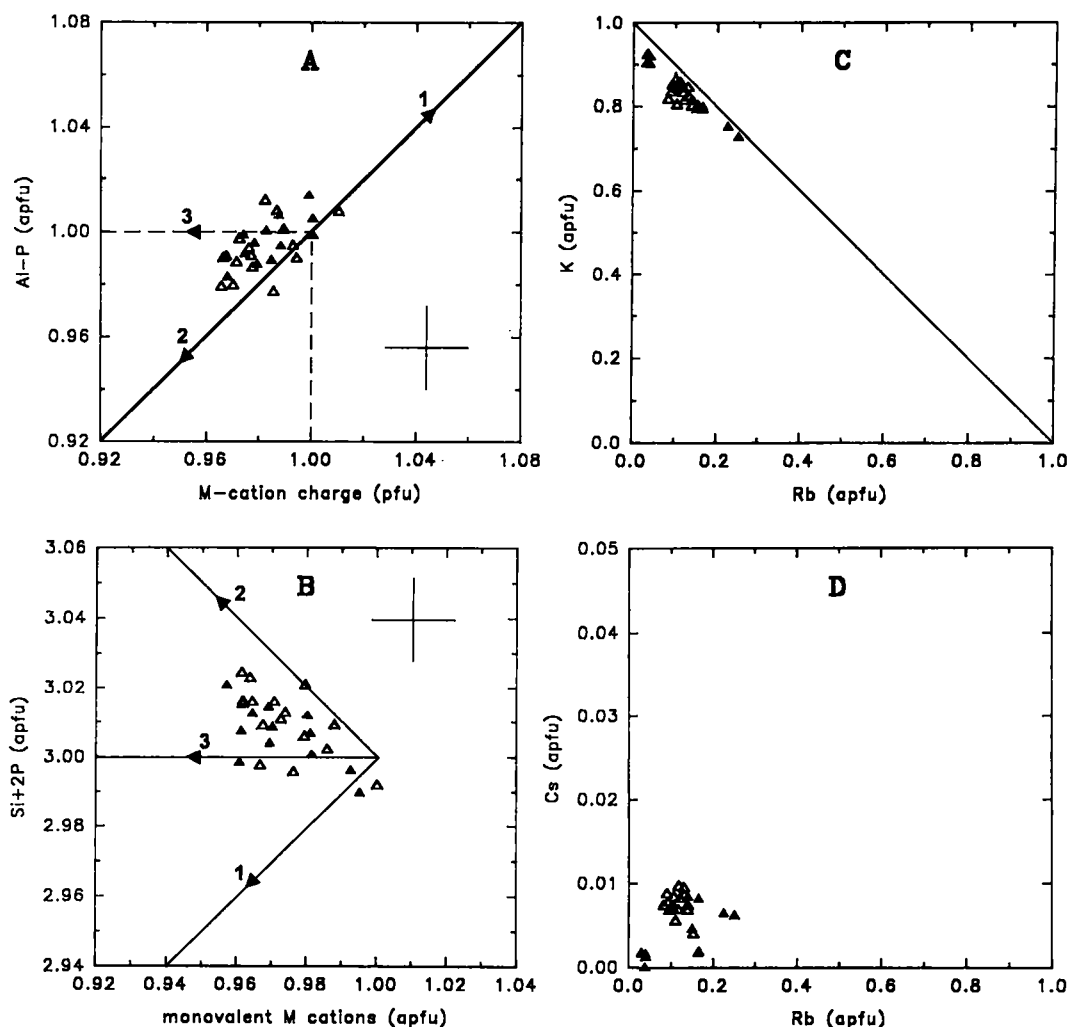 A
1
3
2
Al-P (apfu)
1.08
1.04
1.00
0.96
0.92
0.92 0.96 1.00 1.04 1.08
M-cation charge (pfu)
C
K (apfu)
1.0
0.8
0.6
0.4
0.2
0.0
0.0 0.2 0.4 0.6 0.8 1.0
Rb (apfu)
B
2
3
1
Si+2P (apfu)
3.06
3.04
3.02
3.00
2.98
2.96
2.94
0.92 0.94 0.96 0.98 1.00 1.02 1.04
monovalent M cations (apfu)
D
Cs (apfu)
0.05
0.04
0.03
0.02
0.01
0.00
0.0 0.2 0.4 0.6 0.8 1.0
Rb (apfu)